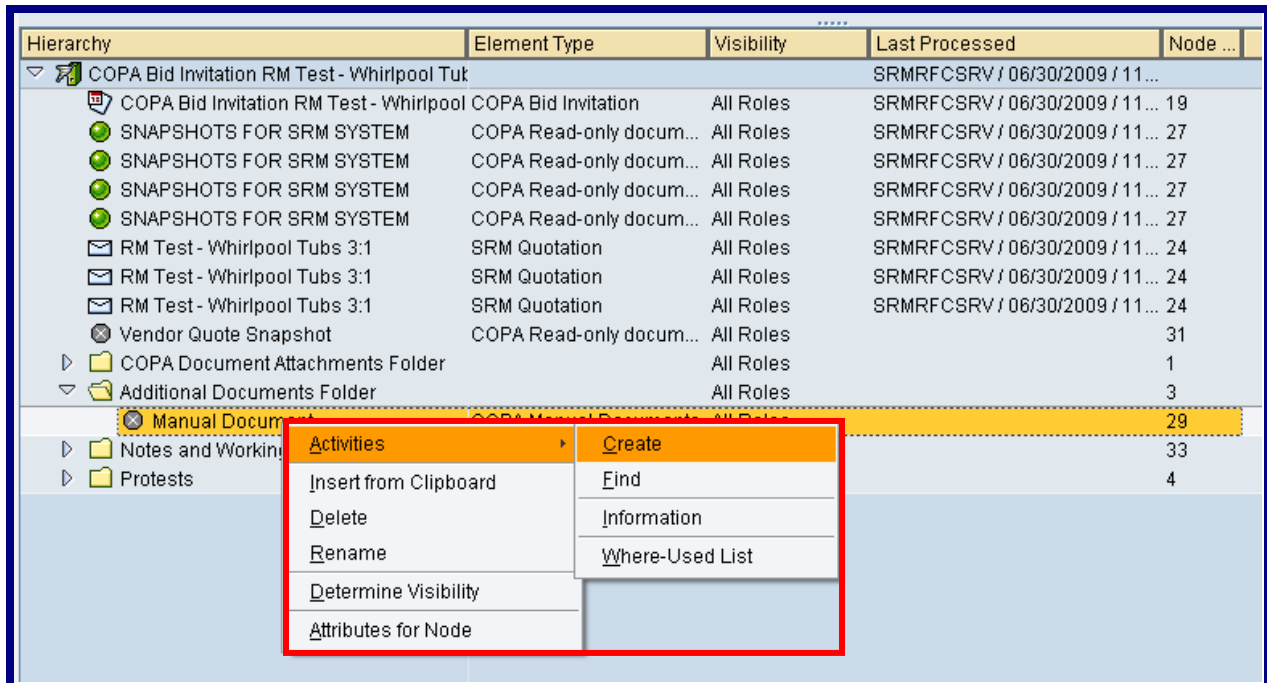 Hierarchy Element Type Visibility Last Processed Node ...
COPA Bid Invitation RM Test - Whirlpool Tub SRMRFCSRV / 06/30/2009 / 11...
COPA Bid Invitation RM Test - Whirlpool COPA Bid Invitation All Roles SRMRFCSRV / 06/30/2009 / 11... 19
SNAPSHOTS FOR SRM SYSTEM COPA Read-only docum... All Roles SRMRFCSRV / 06/30/2009 / 11... 27
SNAPSHOTS FOR SRM SYSTEM COPA Read-only docum... All Roles SRMRFCSRV / 06/30/2009 / 11... 27
SNAPSHOTS FOR SRM SYSTEM COPA Read-only docum... All Roles SRMRFCSRV / 06/30/2009 / 11... 27
SNAPSHOTS FOR SRM SYSTEM COPA Read-only docum... All Roles SRMRFCSRV / 06/30/2009 / 11... 27
RM Test - Whirlpool Tubs 3:1 SRM Quotation All Roles SRMRFCSRV / 06/30/2009 / 11... 24
RM Test - Whirlpool Tubs 3:1 SRM Quotation All Roles SRMRFCSRV / 06/30/2009 / 11... 24
RM Test - Whirlpool Tubs 3:1 SRM Quotation All Roles SRMRFCSRV / 06/30/2009 / 11... 24
Vendor Quote Snapshot COPA Read-only docum... All Roles 31
COPA Document Attachments Folder All Roles 1
Additional Documents Folder All Roles 3
Manual Document COPA Manual Documents All Roles 29
Notes and Working 33
Protests 4
Activities
Insert from Clipboard
Delete
Rename
Determine Visibility
Attributes for Node
Create
Find
Information
Where-Used List